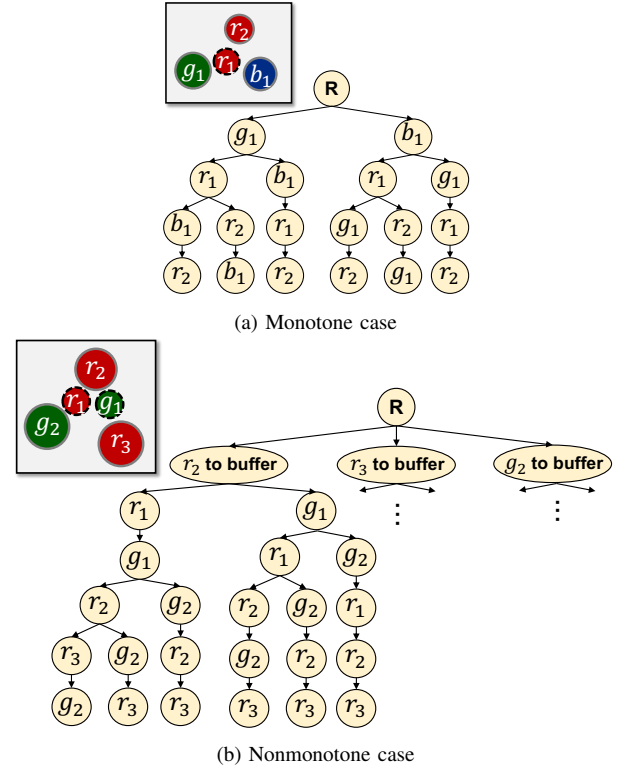 r₂
g₁ r₁ b₁
R
g₁ b₁
r₁ b₁ r₁ g₁
b₁ r₂ r₁ g₁ r₂ r₁
r₂ b₁ r₂ r₂ g₁ r₂
(a) Monotone case
r₂
r₁ g₁
g₂ r₃
R
r₂ to buffer r₃ to buffer g₂ to buffer
r₁ g₁ ⋮ ⋮
g₁ r₁ g₂
r₂ g₂ r₂ g₂ r₁
r₃ g₂ r₂ g₂ r₂ r₂
g₂ r₃ r₃ r₃ r₃ r₃
(b) Nonmonotone case